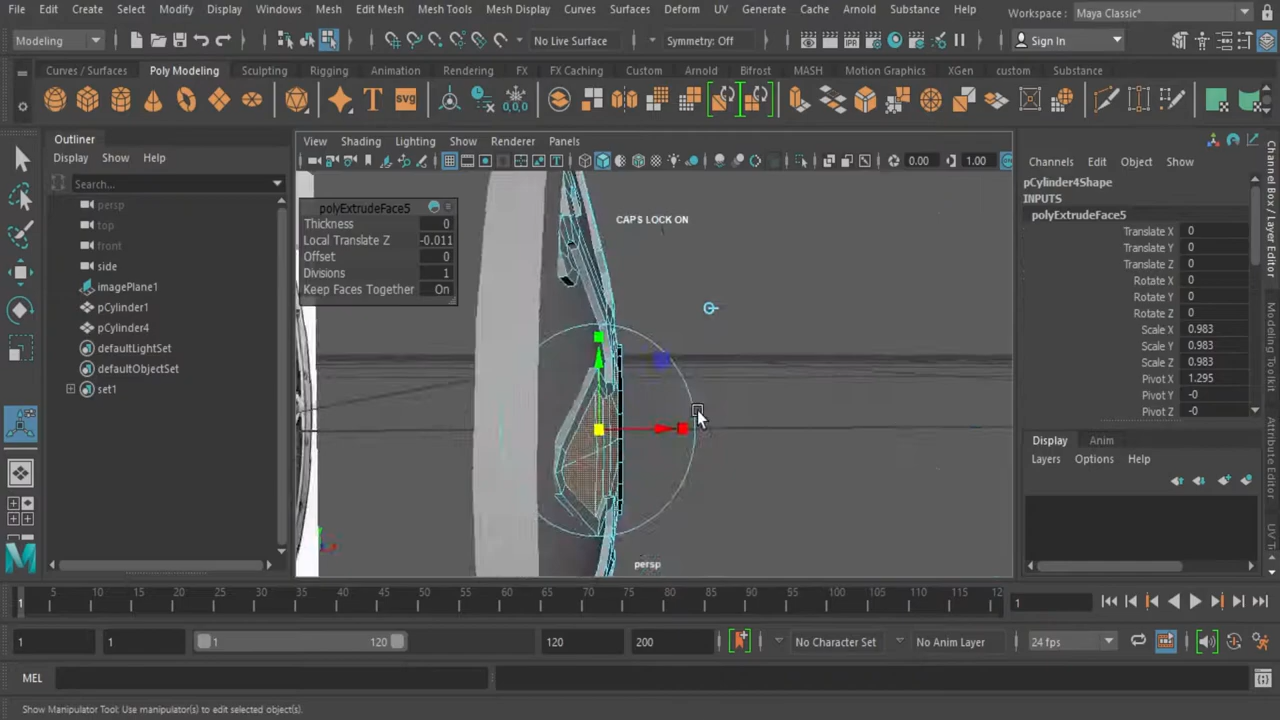 File Edit Create Select Modify Display Windows Mesh Edit Mesh Mesh Tools Mesh Display Curves Surfaces Deform UV Generate Cache Arnold Substance Help
Workspace : Maya Classic*
Modeling No Live Surface Symmetry: Off Sign In
Curves / Surfaces Poly Modeling Sculpting Rigging Animation Rendering FX FX Caching Custom Arnold Bifrost MASH Motion Graphics XGen custom Substance
SVG 0,0,0
Outliner
Display Show Help
Search...
persp
top
front
side
imagePlane1
pCylinder1
pCylinder4
defaultLightSet
defaultObjectSet
set1
View Shading Lighting Show Renderer Panels
0.00 1.00
polyExtrudeFace5
Thickness 0
Local Translate Z -0.011
Offset 0
Divisions 1
Keep Faces Together On
CAPS LOCK ON
persp
Channels Edit Object Show
pCylinder4Shape
INPUTS
polyExtrudeFace5
Translate X 0
Translate Y 0
Translate Z 0
Rotate X 0
Rotate Y 0
Rotate Z 0
Scale X 0.983
Scale Y 0.983
Scale Z 0.983
Pivot X 1.295
Pivot Y -0
Pivot Z -0
Display Anim
Layers Options Help
Channel Box / Layer Editor
Modeling Toolkit
Attribute Editor
1 5 10 15 20 25 30 35 40 45 50 55 60 65 70 75 80 85 90 95 100 105 110 115 12
1
1 1 1 120 120 200 No Character Set No Anim Layer 24 fps
MEL
Show Manipulator Tool: Use manipulator(s) to edit selected object(s).